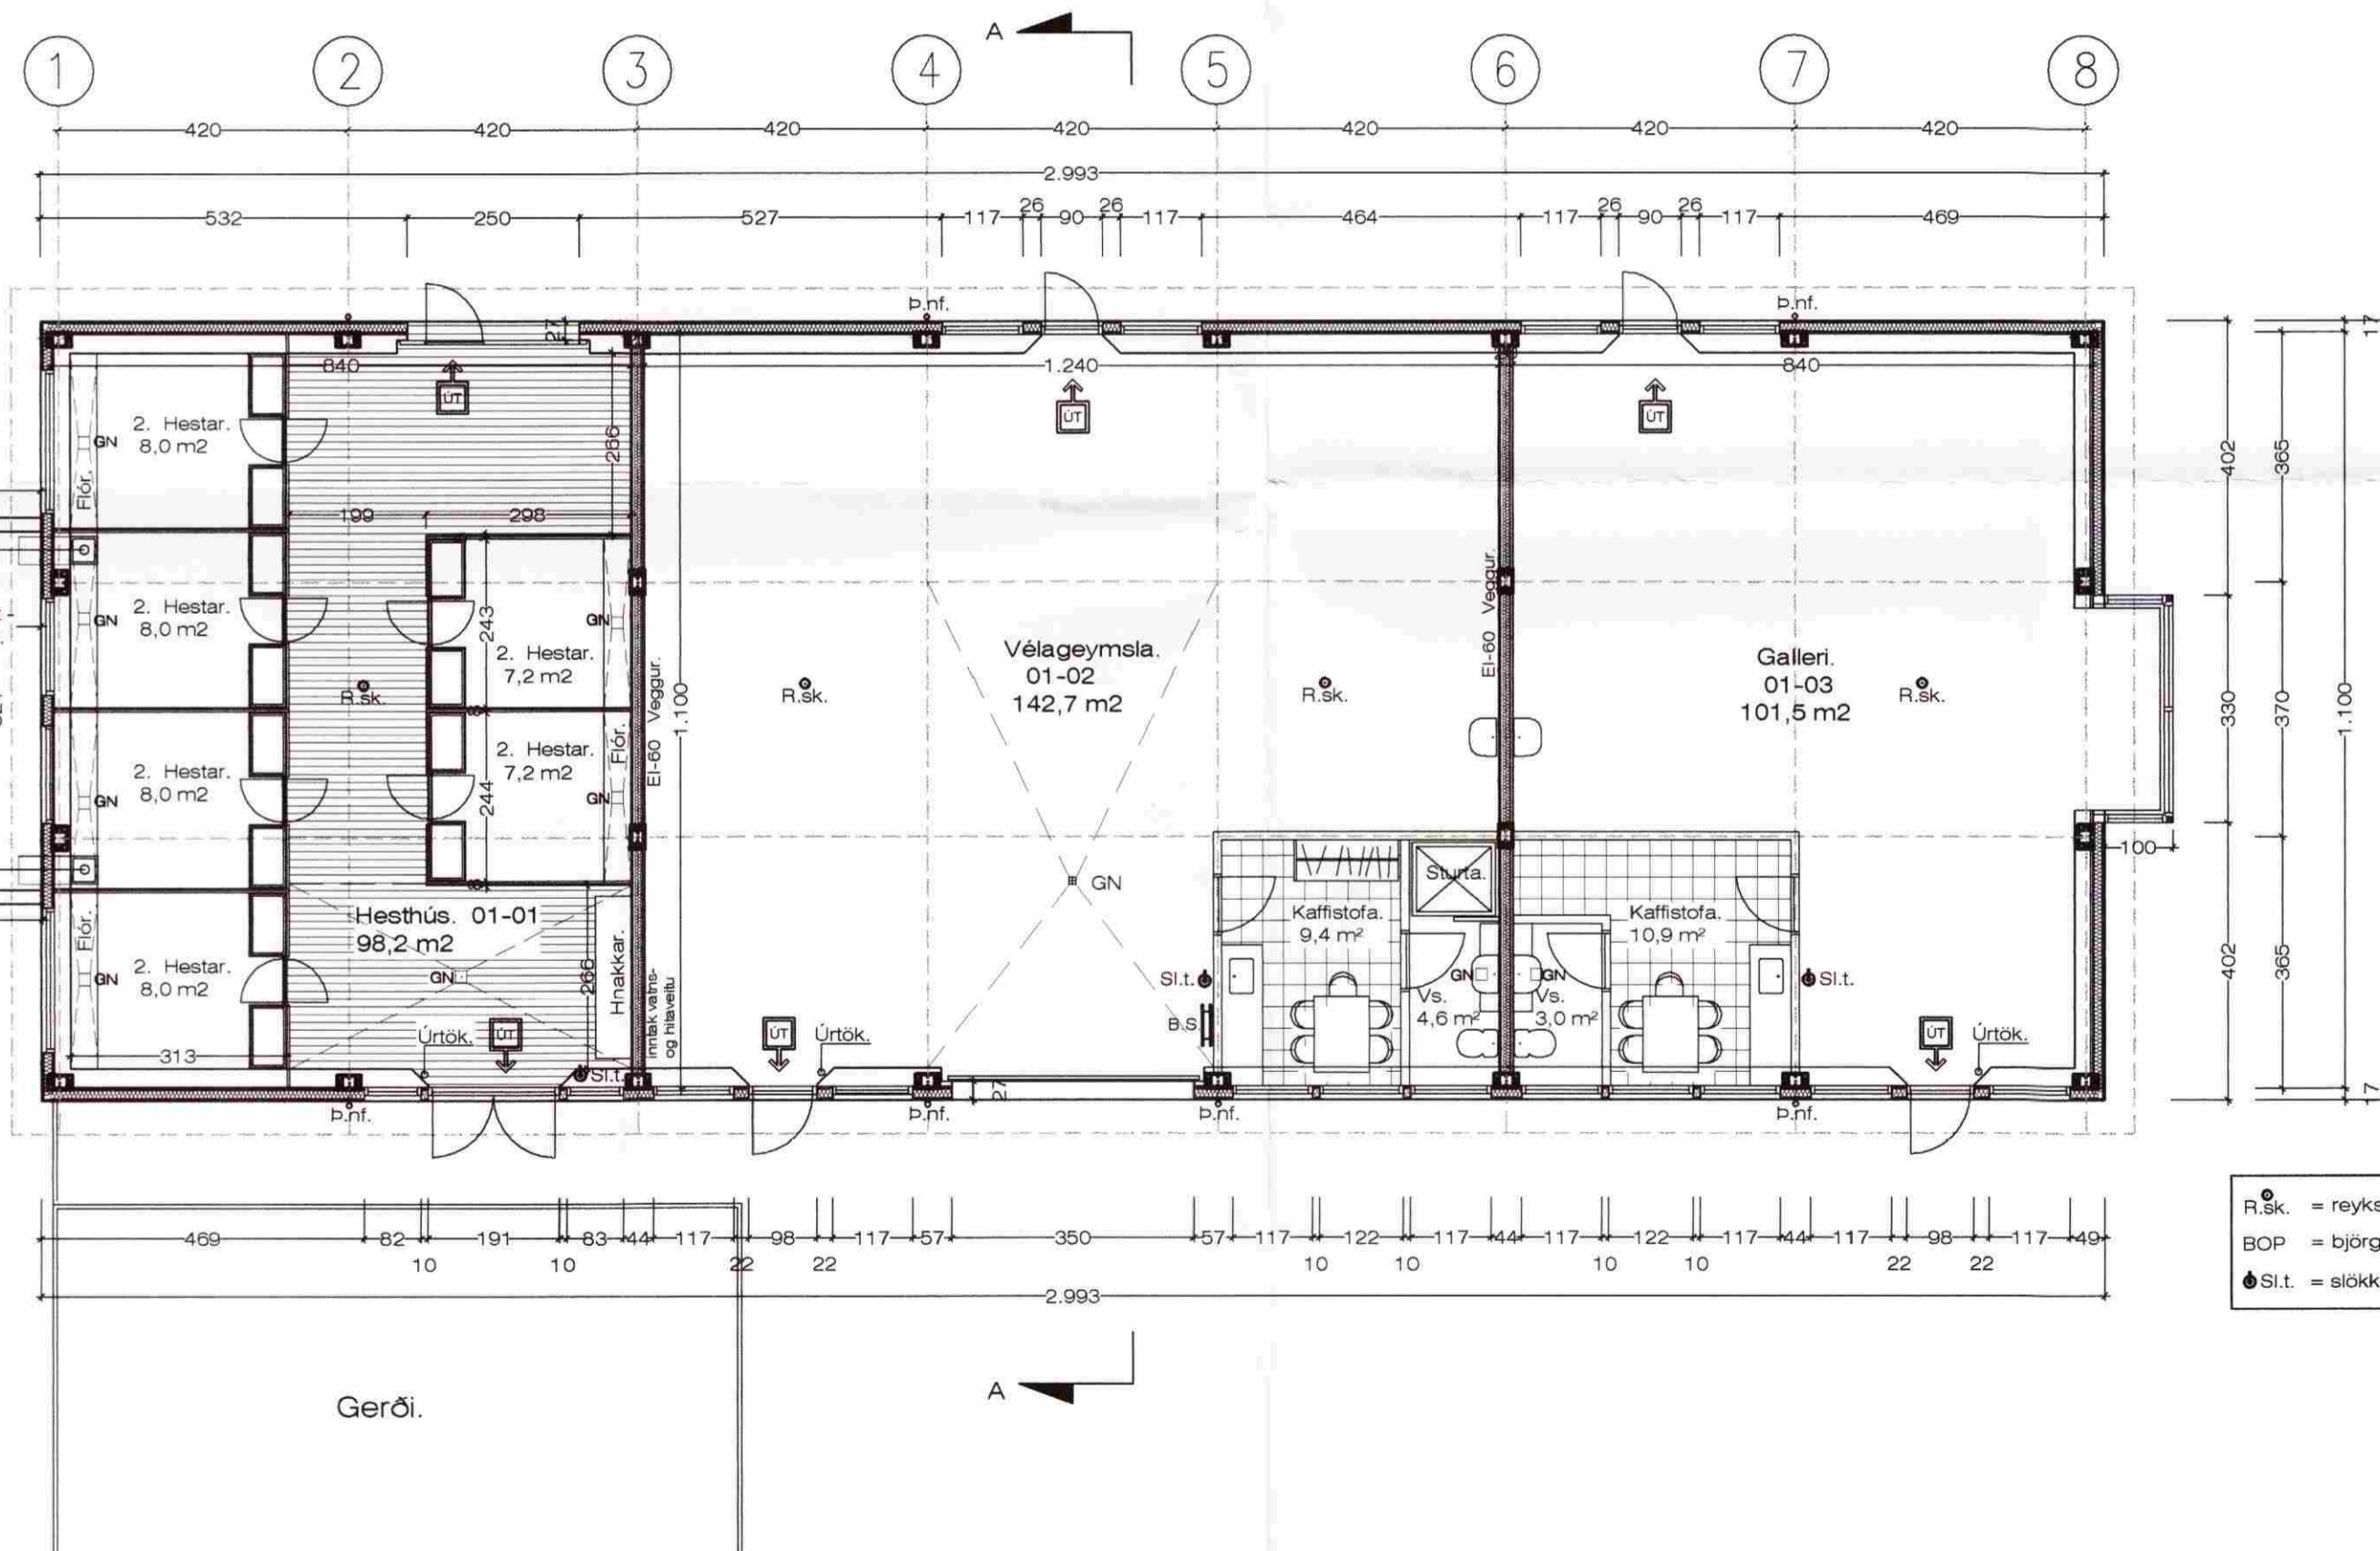 A
1 2 3 4 5 6 7 8
420 420 420 420 420 420 420
2.993
532 250 527 117 26 90 26 117 464 117 26 90 26 117 469
Þ.nf. Þ.nf.
27
840 1.240 840
ÚT ÚT ÚT
2. Hestar.
8,0 m2
GN
Flór.
266
199 298
2. Hestar.
8,0 m2
GN
243
GN
2. Hestar.
7,2 m2
R.sk.
8
2. Hestar.
8,0 m2
GN
2. Hestar.
7,2 m2
Flór.
GN
244
8
EI-60 Veggur.
1.100
Vélageymsla.
01-02
142,7 m2
R.sk.
R.sk.
GN
EI-60 Veggur.
Galleri.
01-03
101,5 m2
R.sk.
402 330 402
365 370 365
17 1.100 17
100
Flór.
Hesthús. 01-01
98,2 m2
GN
2. Hestar.
8,0 m2
GN
313
266
Hnakkar.
inntak vatns-
og hitaveitu
Úrtök.
ÚT
Sl.t.
ÚT
Úrtök.
27
Sturta.
Kaffistofa.
9,4 m²
Sl.t.
B.S.
GN
Vs.
4,6 m²
GN
Vs.
3,0 m²
Kaffistofa.
10,9 m²
Sl.t.
ÚT
Úrtök.
Þ.nf. Þ.nf. Þ.nf. Þ.nf.
469 82 191 83 44 117 98 117 57 350 57 117 122 117 44 117 122 117 44 117 98 117 49
10 10 22 22 10 10 10 10 22 22
2.993
R.sk. = reyks
BOP = björg
Sl.t. = slökk
A
Gerði.